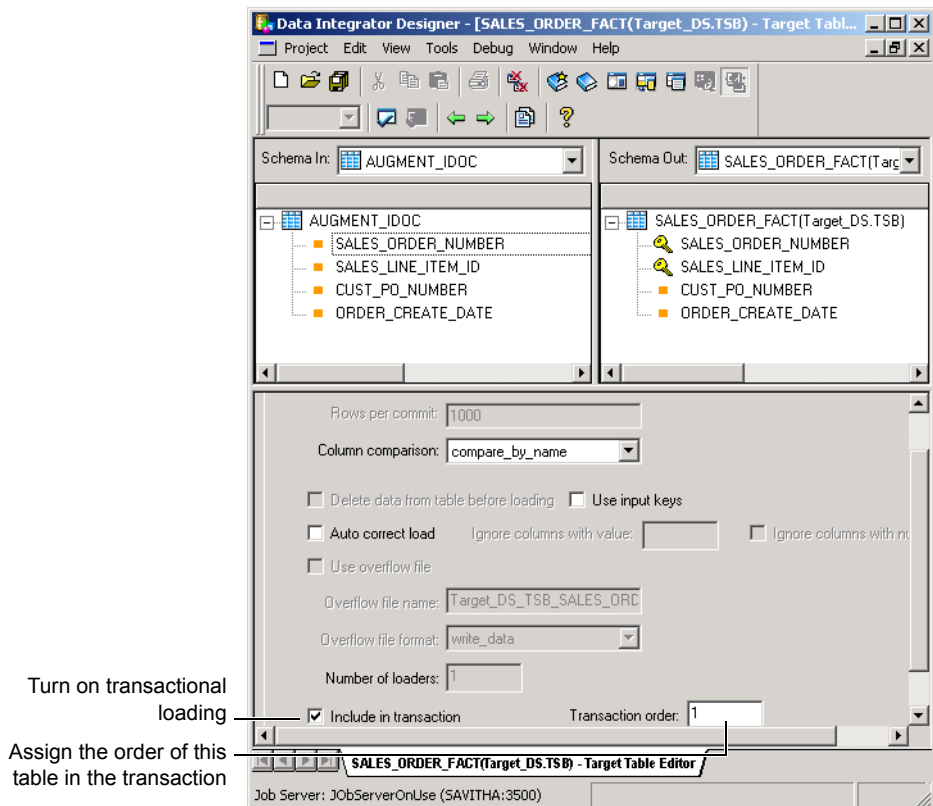 Data Integrator Designer - [SALES_ORDER_FACT(Target_DS.TSB) - Target Tabl...
Project Edit View Tools Debug Window Help
Schema In: AUGMENT_IDOC
Schema Out: SALES_ORDER_FACT(Targ
AUGMENT_IDOC
SALES_ORDER_NUMBER
SALES_LINE_ITEM_ID
CUST_PO_NUMBER
ORDER_CREATE_DATE
SALES_ORDER_FACT(Target_DS.TSB)
SALES_ORDER_NUMBER
SALES_LINE_ITEM_ID
CUST_PO_NUMBER
ORDER_CREATE_DATE
Rows per commit: 1000
Column comparison: compare_by_name
Delete data from table before loading Use input keys
Auto correct load Ignore columns with value: Ignore columns with nu
Use overflow file
Overflow file name: Target_DS_TSB_SALES_ORD
Overflow file format: write_data
Number of loaders: 1
Turn on transactional
loading
Include in transaction Transaction order: 1
Assign the order of this
table in the transaction
SALES_ORDER_FACT(Target_DS.TSB) - Target Table Editor
Job Server: JObServerOnUse (SAVITHA:3500)